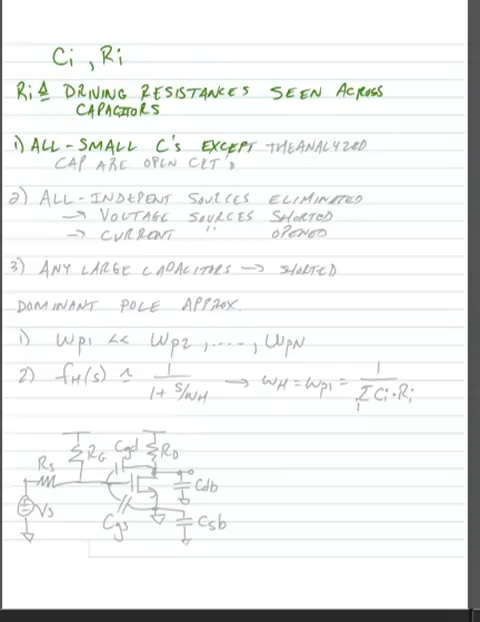 Ci , Ri
Ri ≜ DRIVING RESISTANCES SEEN ACROSS
CAPACITORS
1) ALL-SMALL C's EXCEPT THE ANALYZED
CAP ARE OPEN CKT's
2) ALL-INDEPENT SOURCES ELIMINATED
→ VOLTAGE SOURCES SHORTED
→ CURRENT " OPENED
3) ANY LARGE CAPACITORS → SHORTED
DOMINANT POLE APPROX.
1) ωp1 << ωp2 , ...., ωpN
2) fH(s) ≈ 1 / (1 + s/ωH) → ωH = ωp1 = 1 / Σi Ci·Ri
RG Cgd RD
Rs
Cdb
Vs
Cgs Csb